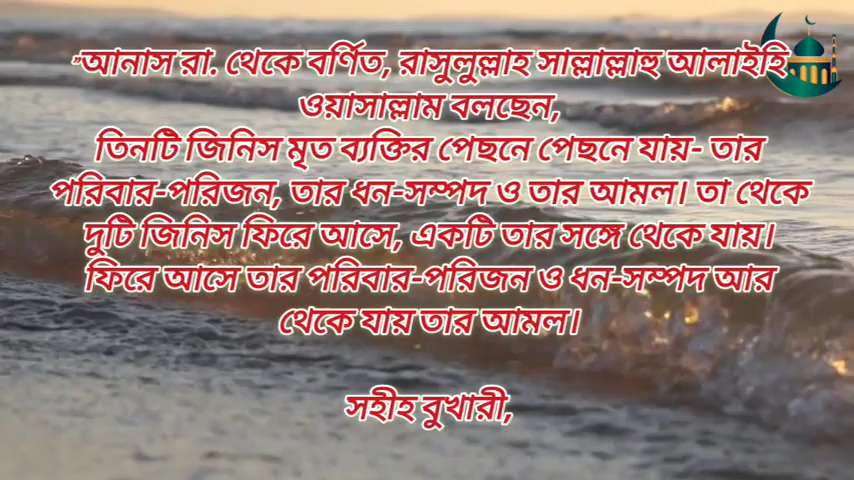 "আনাস রা. থেকে বর্ণিত, রাসুলুল্লাহ সাল্লাল্লাহু আলাইহি
ওয়াসাল্লাম বলছেন,
তিনটি জিনিস মৃত ব্যক্তির পেছনে পেছনে যায়- তার
পরিবার-পরিজন, তার ধন-সম্পদ ও তার আমল। তা থেকে
দুটি জিনিস ফিরে আসে, একটি তার সঙ্গে থেকে যায়।
ফিরে আসে তার পরিবার-পরিজন ও ধন-সম্পদ আর
থেকে যায় তার আমল।
সহীহ বুখারী,